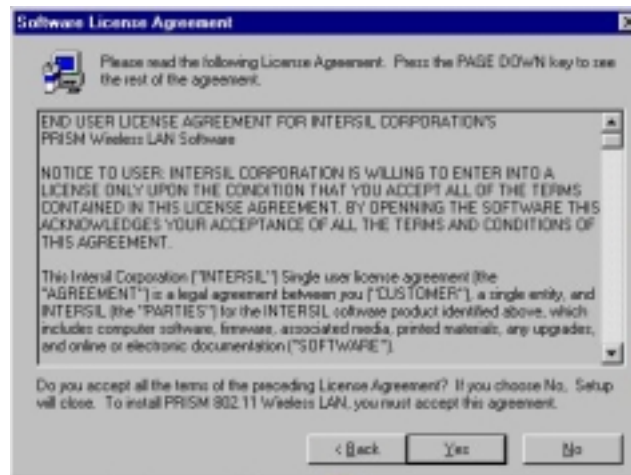 Software License Agreement
Please read the following License Agreement. Press the PAGE DOWN key to see
the rest of the agreement.
END USER LICENSE AGREEMENT FOR INTERSIL CORPORATION'S
PRISM Wireless LAN Software
NOTICE TO USER: INTERSIL CORPORATION IS WILLING TO ENTER INTO A
LICENSE ONLY UPON THE CONDITION THAT YOU ACCEPT ALL OF THE TERMS
CONTAINED IN THIS LICENSE AGREEMENT. BY OPENNING THE SOFTWARE THIS
ACKNOWLEDGES YOUR ACCEPTANCE OF ALL THE TERMS AND CONDITIONS OF
THIS AGREEMENT.
This Intersil Corporation ("INTERSIL") Single user license agreement (the
"AGREEMENT") is a legal agreement between you ("CUSTOMER"), a single entity, and
INTERSIL (the "PARTIES") for the INTERSIL software product identified above, which
includes computer software, firmware, associated media, printed materials, any upgrades,
and online or electronic documentation ("SOFTWARE").
Do you accept all the terms of the preceding License Agreement? If you choose No, Setup
will close. To install PRISM 802.11 Wireless LAN, you must accept this agreement.
< Back
Yes
No